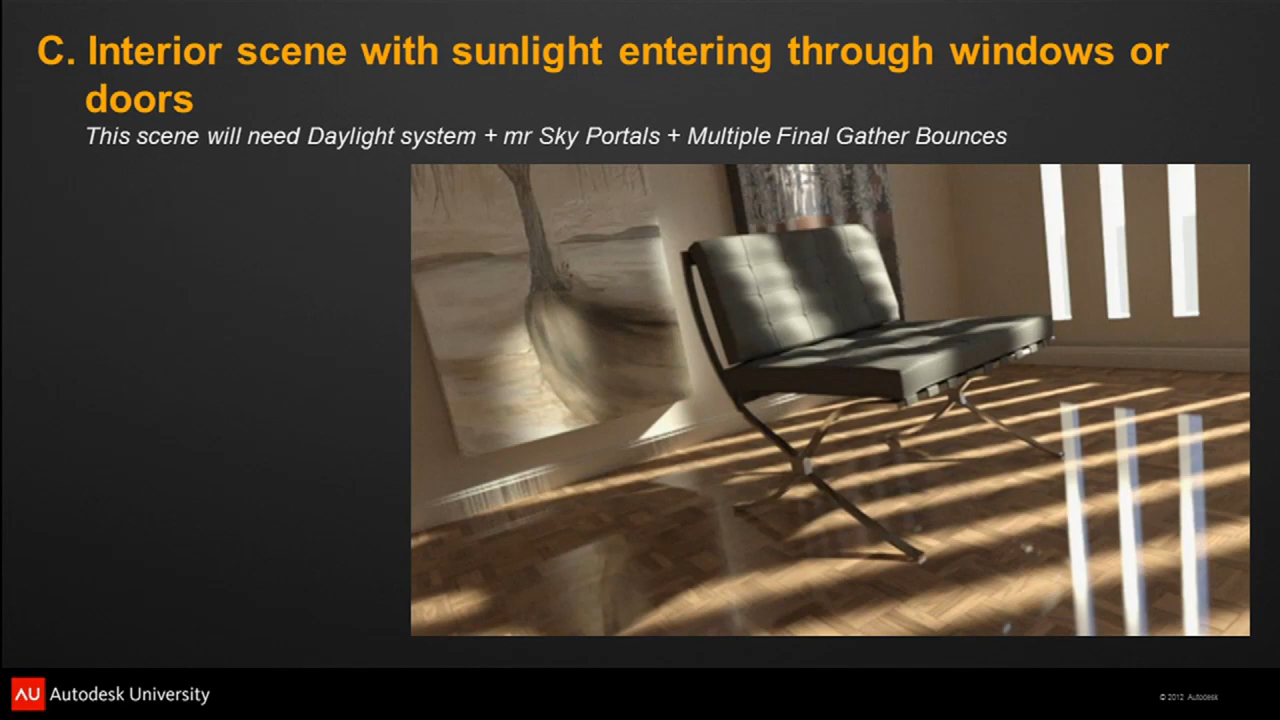 C. Interior scene with sunlight entering through windows or
doors
This scene will need Daylight system + mr Sky Portals + Multiple Final Gather Bounces
AU Autodesk University
© 2012 Autodesk